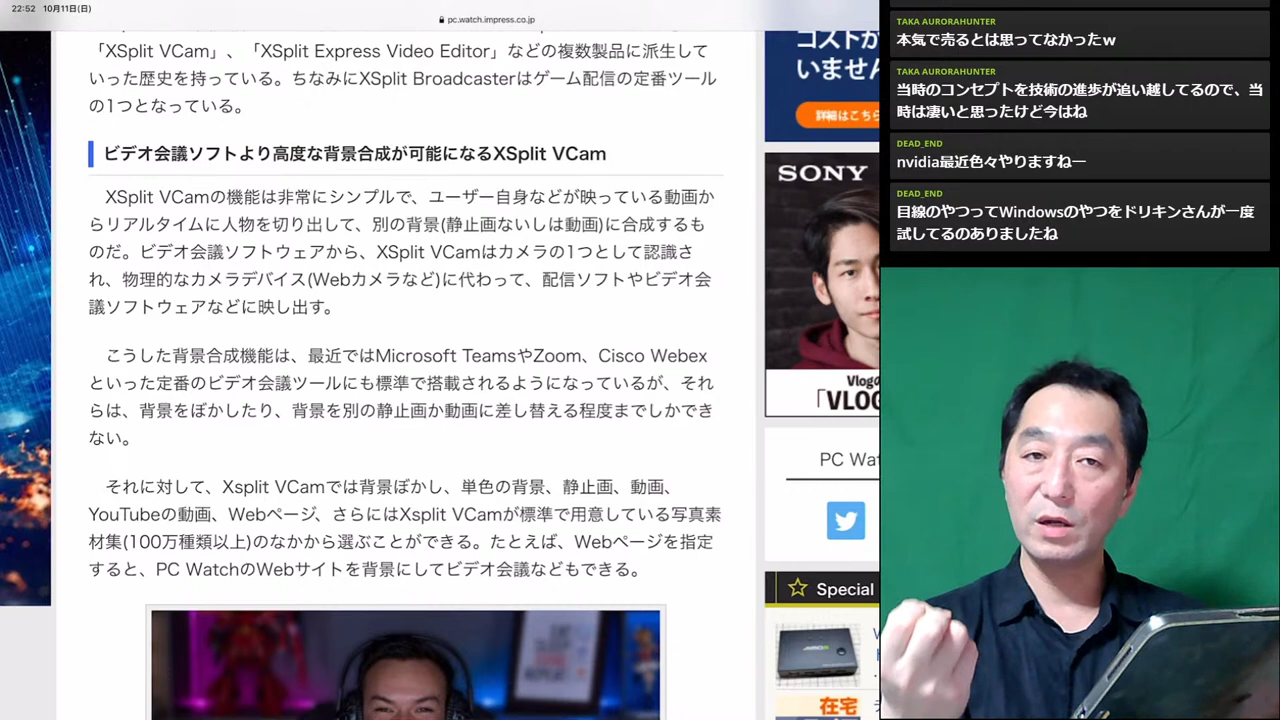 22:52 10月11日(日)
pc.watch.impress.co.jp
「XSplit VCam」、「XSplit Express Video Editor」などの複数製品に派生して
いった歴史を持っている。ちなみにXSplit Broadcasterはゲーム配信の定番ツール
の1つとなっている。
ビデオ会議ソフトより高度な背景合成が可能になるXSplit VCam
XSplit VCamの機能は非常にシンプルで、ユーザー自身などが映っている動画か
らリアルタイムに人物を切り出して、別の背景(静止画ないしは動画)に合成するも
のだ。ビデオ会議ソフトウェアから、XSplit VCamはカメラの1つとして認識さ
れ、物理的なカメラデバイス(Webカメラなど)に代わって、配信ソフトやビデオ会
議ソフトウェアなどに映し出す。
こうした背景合成機能は、最近ではMicrosoft TeamsやZoom、Cisco Webex
といった定番のビデオ会議ツールにも標準で搭載されるようになっているが、それ
らは、背景をぼかしたり、背景を別の静止画か動画に差し替える程度までしかでき
ない。
それに対して、Xsplit VCamでは背景ぼかし、単色の背景、静止画、動画、
YouTubeの動画、Webページ、さらにはXsplit VCamが標準で用意している写真素
材集(100万種類以上)のなかから選ぶことができる。たとえば、Webページを指定
すると、PC WatchのWebサイトを背景にしてビデオ会議などもできる。
コストが
いません
詳細はこちら
SONY
Vlogの
「VLOG
PC Wat
Special
在宅
TAKA AURORAHUNTER
本気で売るとは思ってなかったw
TAKA AURORAHUNTER
当時のコンセプトを技術の進歩が追い越してるので、当
時は凄いと思ったけど今はね
DEAD_END
nvidia最近色々やりますねー
DEAD_END
目線のやつってWindowsのやつをドリキンさんが一度
試してるのありましたね